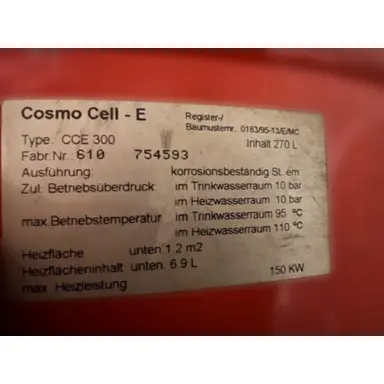 Cosmo Cell - E
Register-/
Baumusternr. 0183/95-13/E/MC
Type. CCE 300
Inhalt 270 L
Fabr.Nr. 610 754593
Ausführung: korrosionsbeständig St. em
Zul. Betriebsüberdruck: im Trinkwasserraum 10 bar
im Heizwasserraum 10 bar
max.Betriebstemperatur im Trinkwasserraum 95 °C
im Heizwasserraum 110 °C
Heizfläche unten 1.2 m2
Heizflächeninhalt unten 6.9 L
max. Heizleistung 150 KW